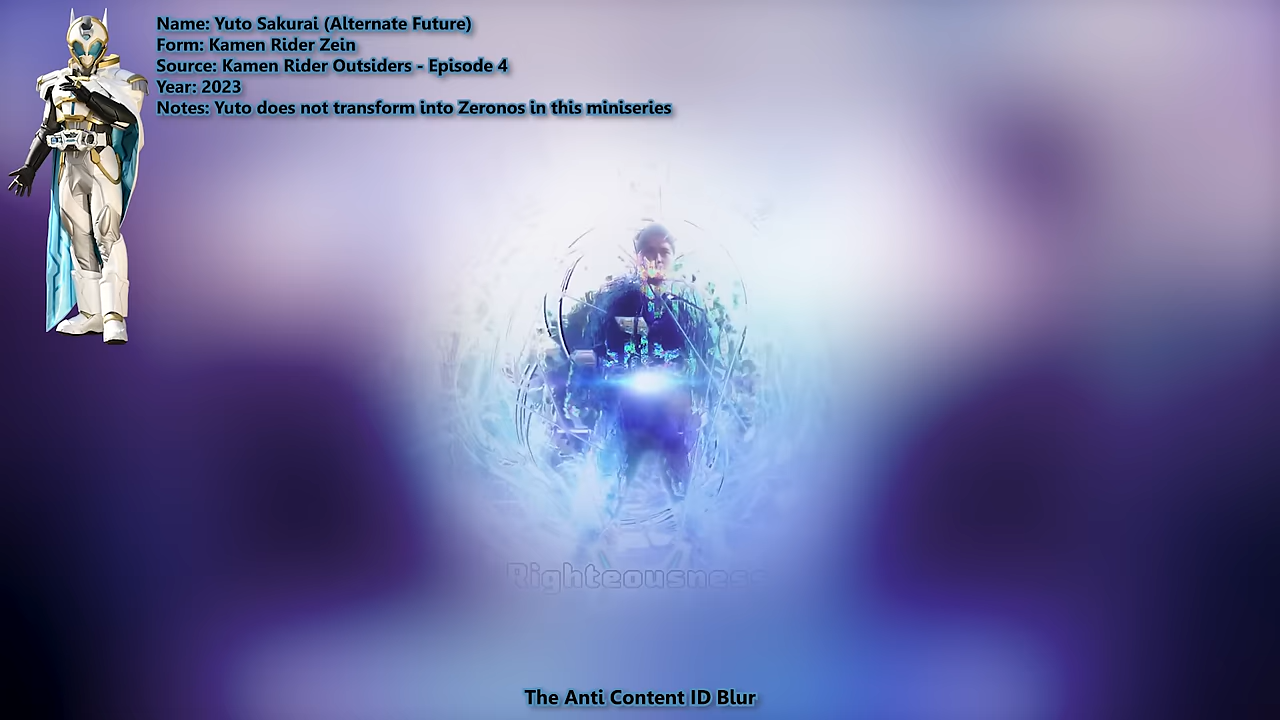 Name: Yuto Sakurai (Alternate Future)
Form: Kamen Rider Zein
Source: Kamen Rider Outsiders - Episode 4
Year: 2023
Notes: Yuto does not transform into Zeronos in this miniseries
Righteousness
The Anti Content ID Blur